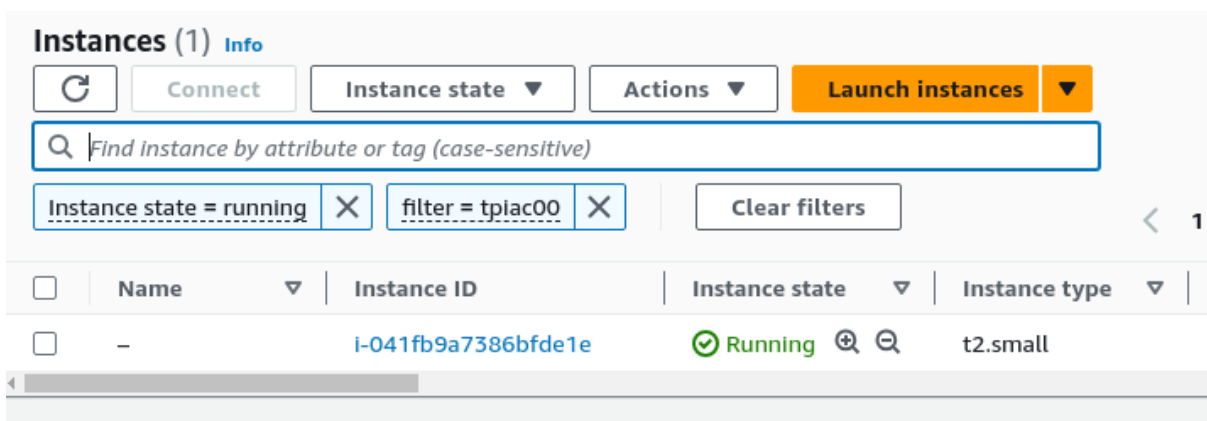 Instances (1) Info
Connect Instance state Actions Launch instances
Find instance by attribute or tag (case-sensitive)
Instance state = running filter = tpiac00 Clear filters 1
Name Instance ID Instance state Instance type
– i-041fb9a7386bfde1e Running t2.small